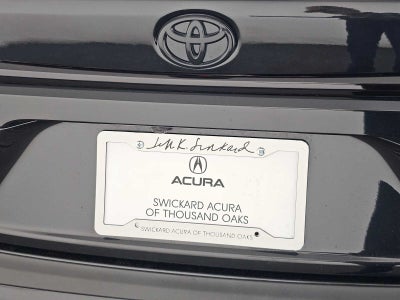 ACURA
SWICKARD ACURA
OF THOUSAND OAKS
SWICKARD ACURA OF THOUSAND OAKS